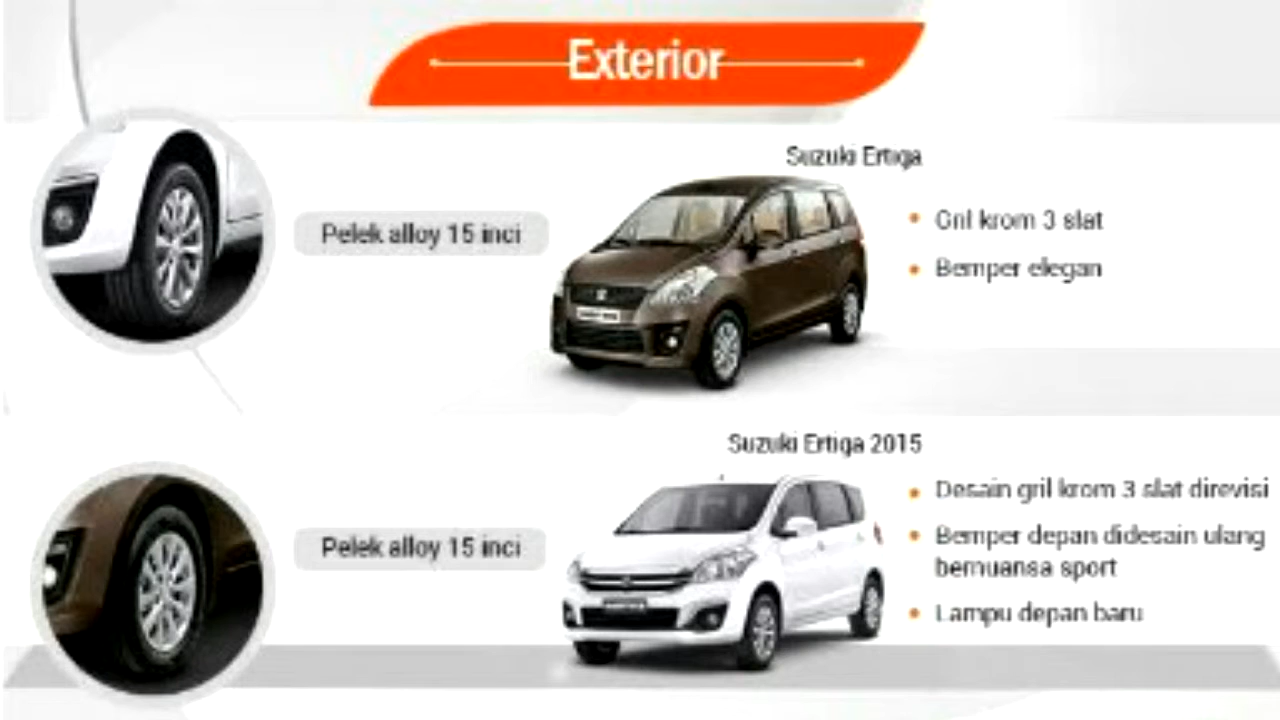 Exterior
Suzuki Ertiga
Pelek alloy 15 inci
Gril krom 3 slat
Bemper elegan
Suzuki Ertiga 2015
Pelek alloy 15 inci
Desain gril krom 3 slat direvisi
Bemper depan didesain ulang
bernuansa sport
Lampu depan baru